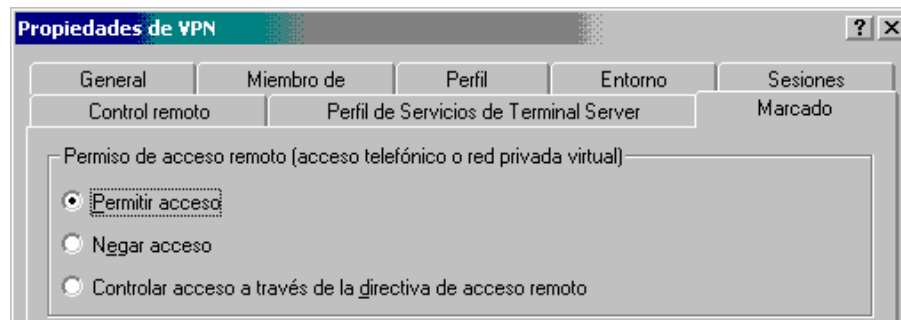 Propiedades de VPN
General Miembro de Perfil Entorno Sesiones
Control remoto Perfil de Servicios de Terminal Server Marcado
Permiso de acceso remoto (acceso telefónico o red privada virtual)
Permitir acceso
Negar acceso
Controlar acceso a través de la directiva de acceso remoto